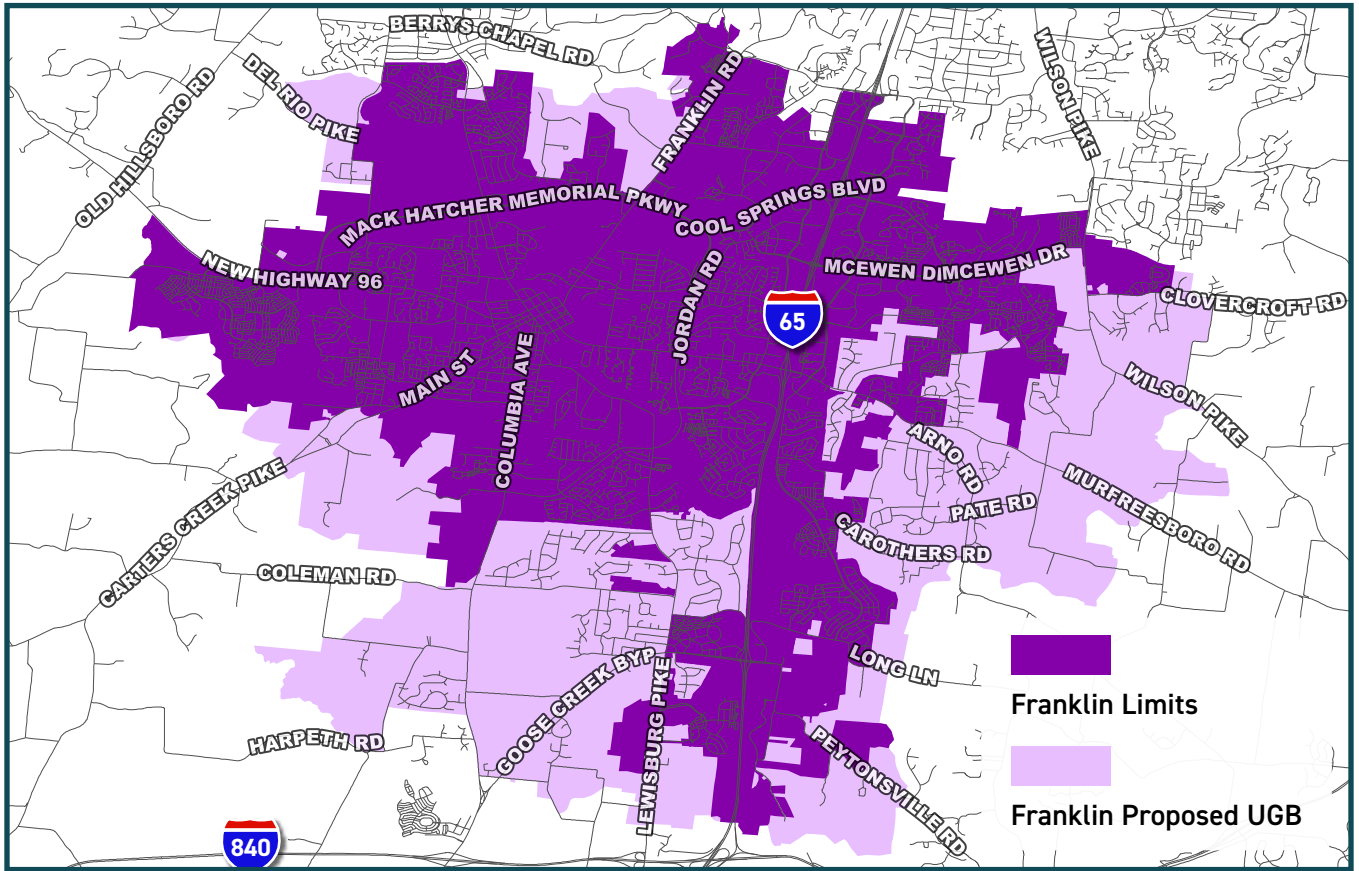 BERRYS CHAPEL RD
WILSON PIKE
DEL RIO PIKE
FRANKLIN RD
OLD HILLSBORO RD
MACK HATCHER MEMORIAL PKWY
COOL SPRINGS BLVD
NEW HIGHWAY 96
MCEWEN DIMCEWEN DR
CLOVERCROFT RD
JORDAN RD
65
MAIN ST
COLUMBIA AVE
WILSON PIKE
ARNO RD
CARTERS CREEK PIKE
PATE RD
MURFREESBORO RD
CAROTHERS RD
COLEMAN RD
LONG LN
GOOSE CREEK BYP
LEWISBURG PIKE
HARPETH RD
PEYTONSVILLE RD
840
Franklin Limits
Franklin Proposed UGB